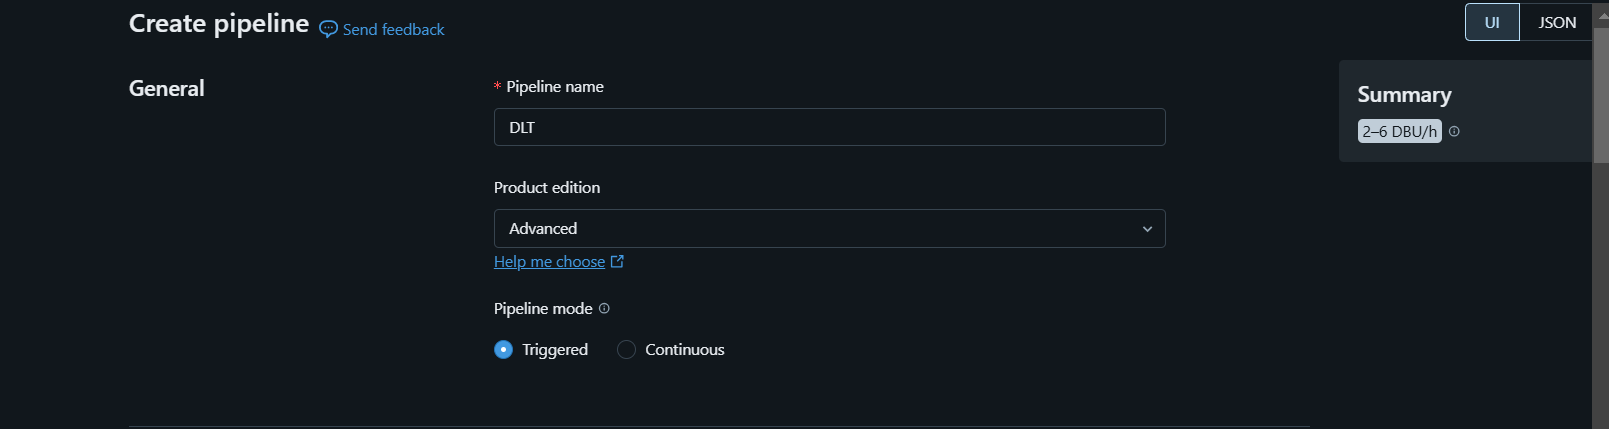 Create pipeline
Send feedback
UI
JSON
General
* Pipeline name
DLT
Summary
2–6 DBU/h
Product edition
Advanced
Help me choose
Pipeline mode
Triggered
Continuous